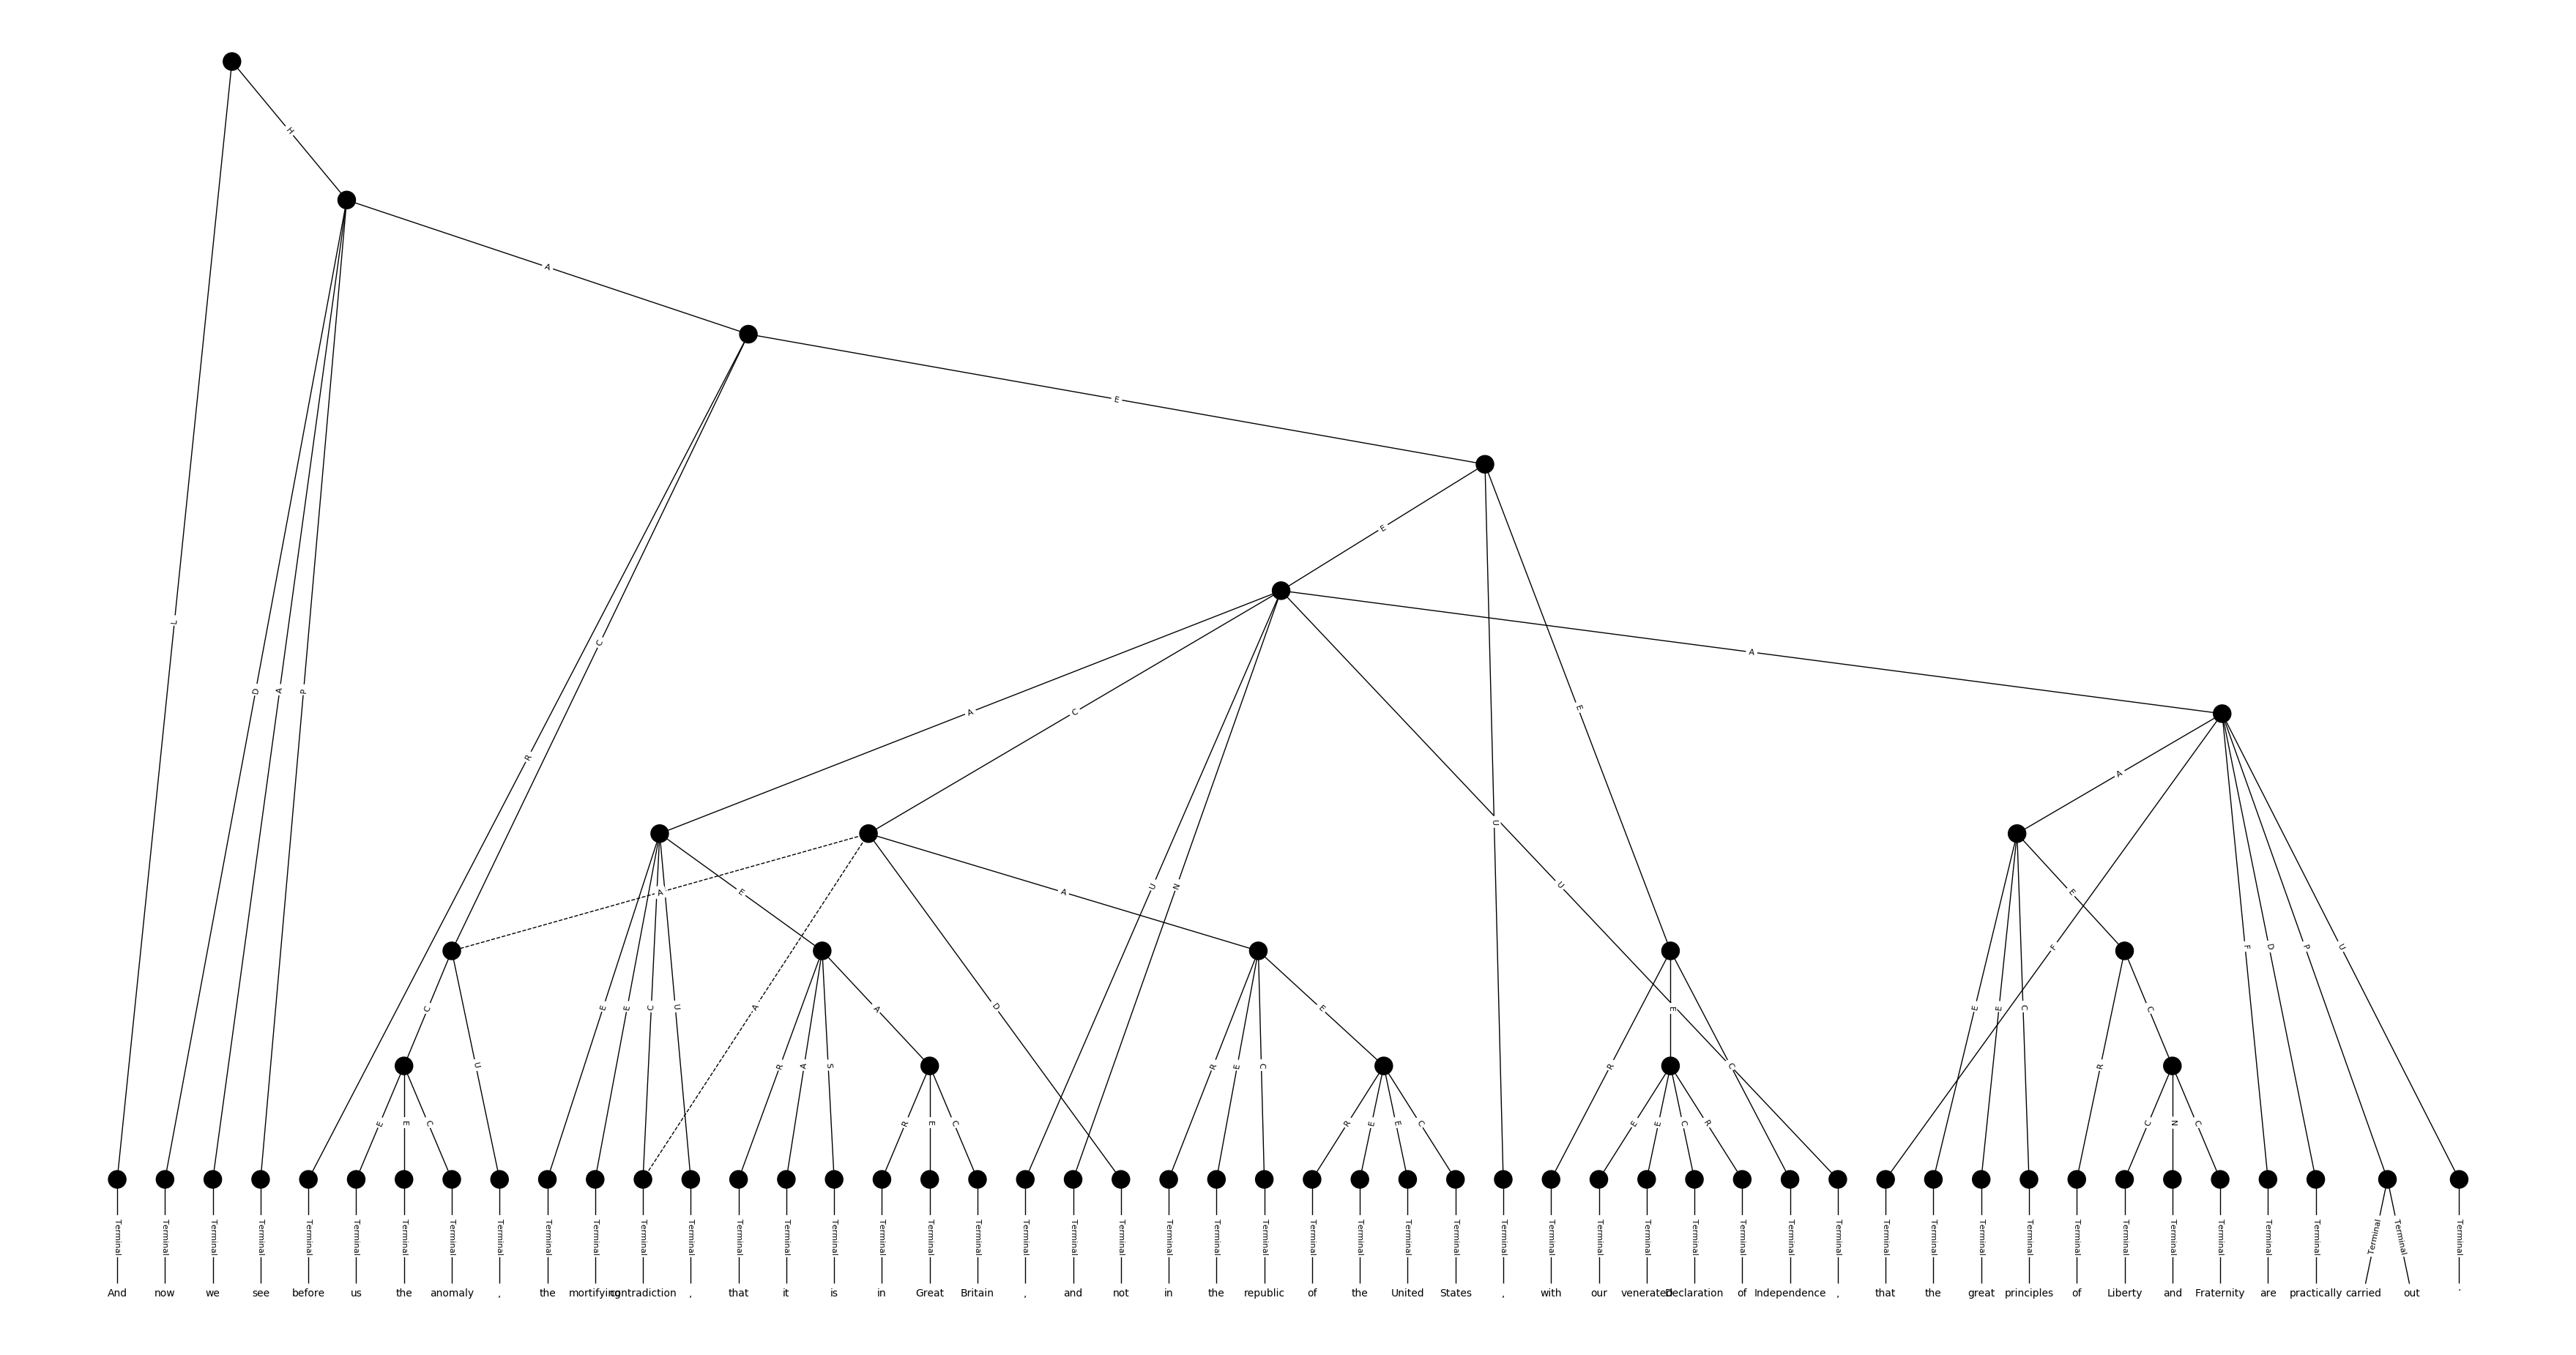 H
A
E
E
L
C
A
D
A
P
A
C
E
R
A
U
U
A
E
A
U
N
E
F
F
D
P
U
C
E
E
C
U
A
A
D
E
E
E
E
C
C
U
R
A
S
R
E
C
R
C
R
E
E
C
R
E
C
R
E
E
C
E
E
C
R
C
N
C
Terminal Terminal Terminal Terminal Terminal Terminal Terminal Terminal Terminal Terminal Terminal Terminal Terminal Terminal Terminal Terminal Terminal Terminal Terminal Terminal Terminal Terminal Terminal Terminal Terminal Terminal Terminal Terminal Terminal Terminal Terminal Terminal Terminal Terminal Terminal Terminal Terminal Terminal Terminal Terminal Terminal Terminal Terminal Terminal Terminal Terminal Terminal Terminal Terminal Terminal
And now we see before us the anomaly , the mortifying contradiction , that it is in Great Britain , and not in the republic of the United States , with our venerated Declaration of Independence , that the great principles of Liberty and Fraternity are practically carried out .